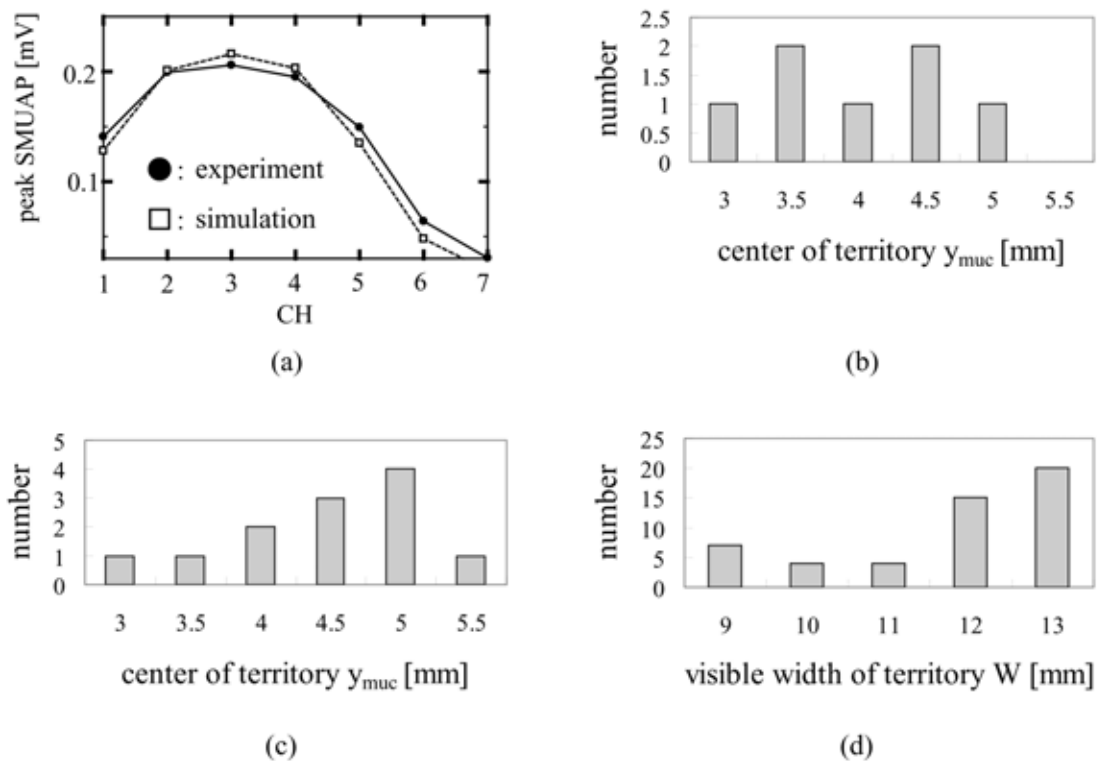 peak SMUAP [mV]
0.2
0.1
●: experiment
□: simulation
1 2 3 4 5 6 7
CH
(a)
number
2.5
2
1.5
1
0.5
0
3 3.5 4 4.5 5 5.5
center of territory ymuc [mm]
(b)
number
5
4
3
2
1
0
3 3.5 4 4.5 5 5.5
center of territory ymuc [mm]
(c)
number
25
20
15
10
5
0
9 10 11 12 13
visible width of territory W [mm]
(d)